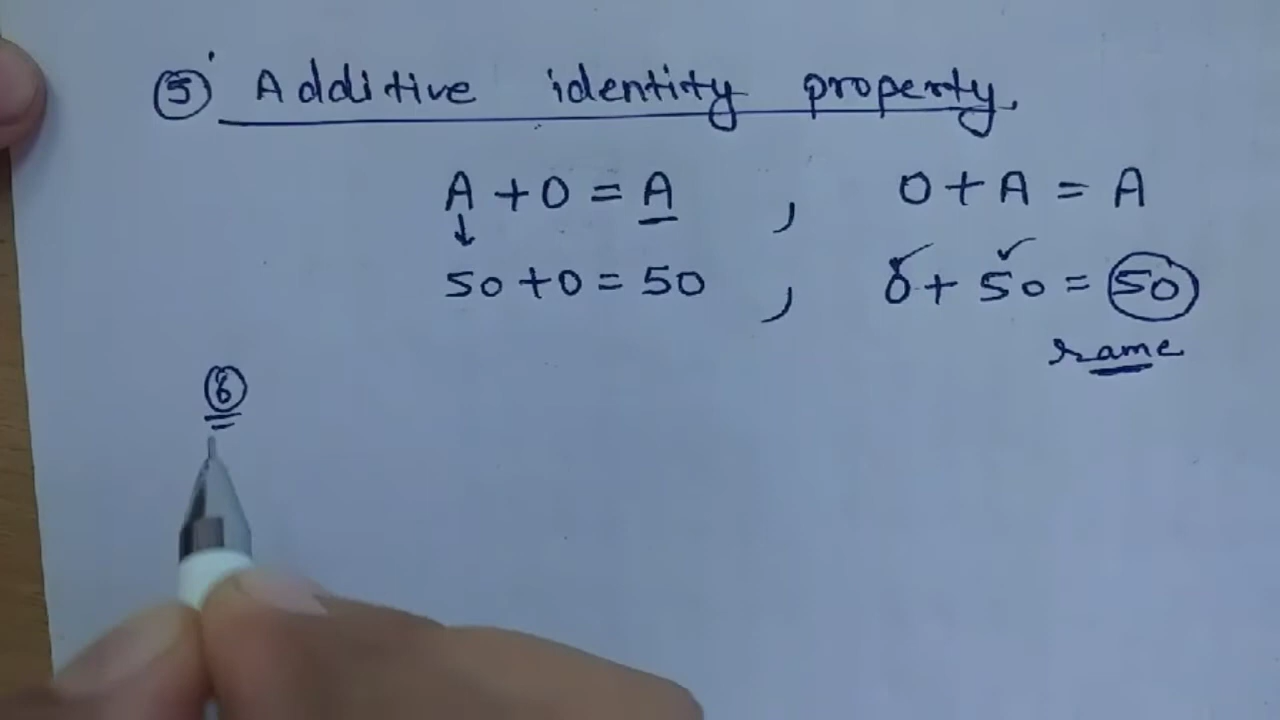 ⑤ Additive identity property.
A + 0 = A , 0 + A = A
↓
50 + 0 = 50 , 0 + 50 = 50
same
⑥